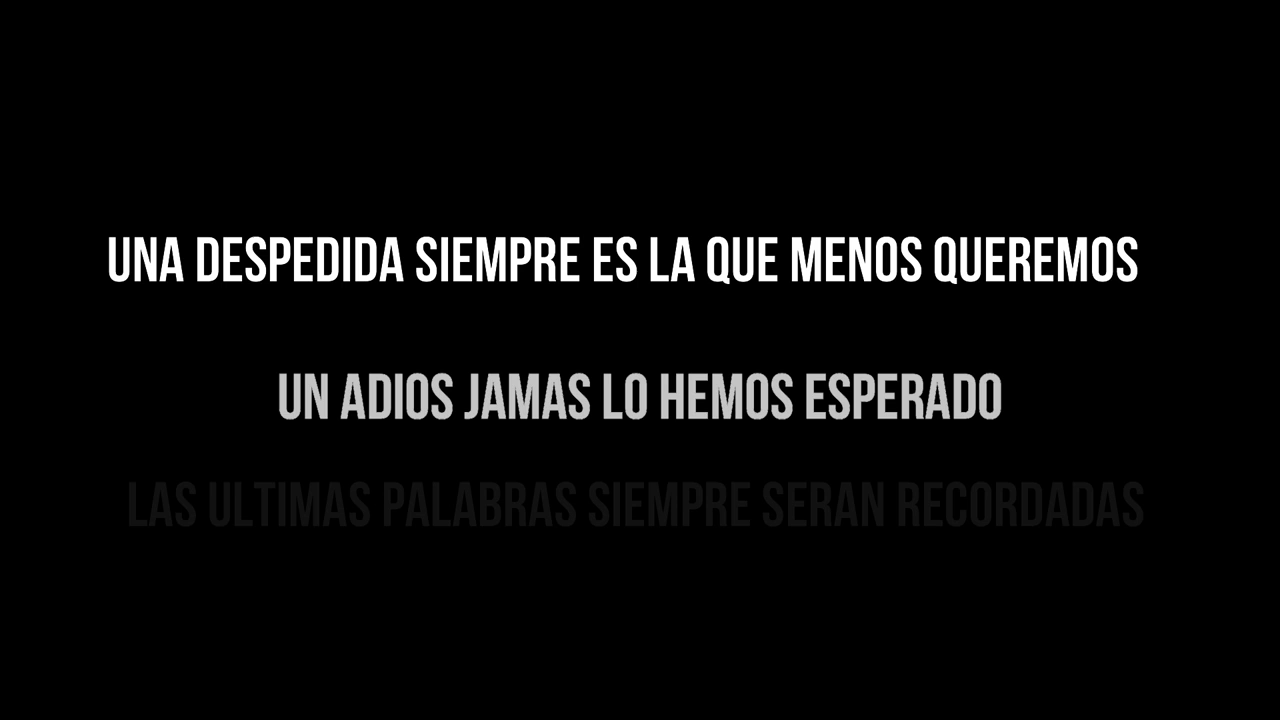 UNA DESPEDIDA SIEMPRE ES LA QUE MENOS QUEREMOS
UN ADIOS JAMAS LO HEMOS ESPERADO
LAS ULTIMAS PALABRAS SIEMPRE SERAN RECORDADAS